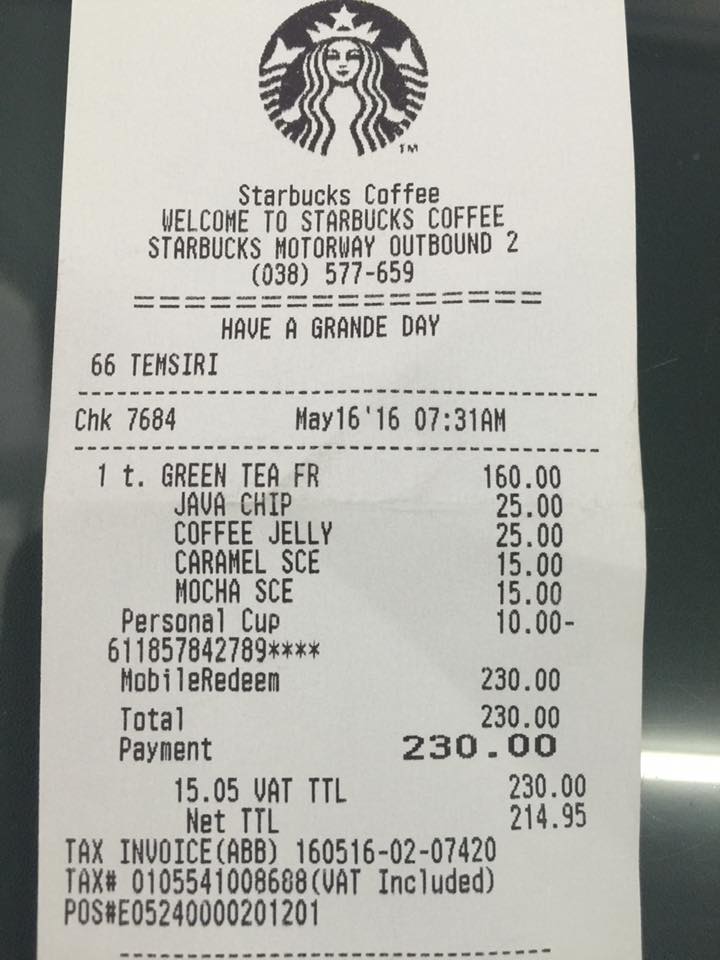 TM
Starbucks Coffee
WELCOME TO STARBUCKS COFFEE
STARBUCKS MOTORWAY OUTBOUND 2
(038) 577-659
================
HAVE A GRANDE DAY
66 TEMSIRI
Chk 7684 May16'16 07:31AM
1 t. GREEN TEA FR 160.00
JAVA CHIP 25.00
COFFEE JELLY 25.00
CARAMEL SCE 15.00
MOCHA SCE 15.00
Personal Cup 10.00-
611857842789****
MobileRedeem 230.00
Total 230.00
Payment 230.00
15.05 VAT TTL 230.00
Net TTL 214.95
TAX INVOICE(ABB) 160516-02-07420
TAX# 0105541008688(VAT Included)
POS#E05240000201201